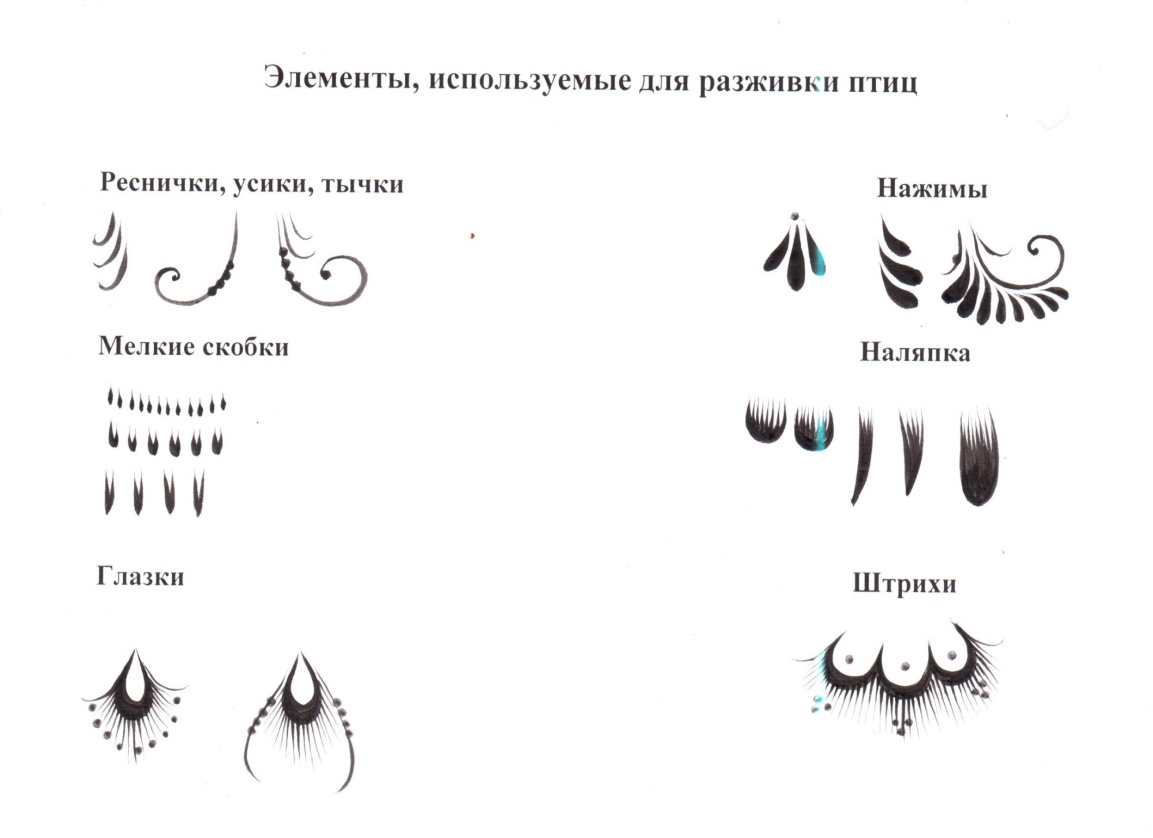 Элементы, используемые для разживки птиц
Реснички, усики, тычки
Нажимы
Мелкие скобки
Наляпка
Глазки
Штрихи